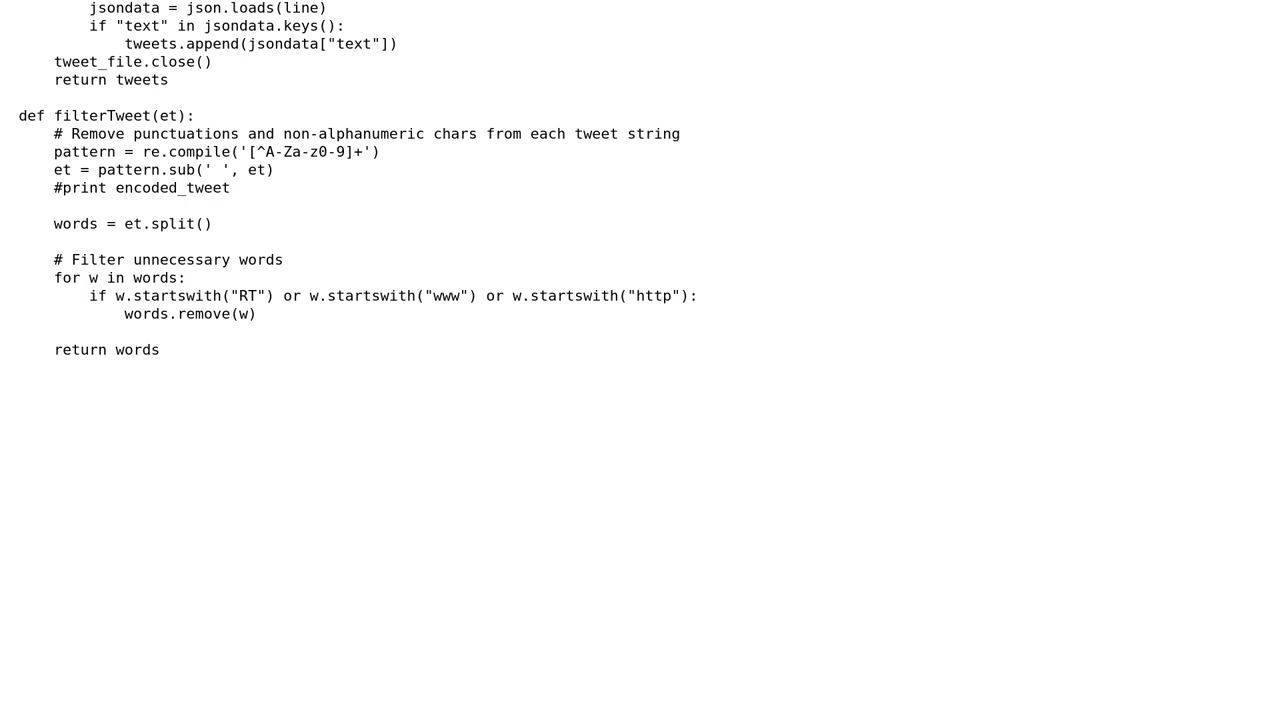 jsondata = json.loads(line)
        if "text" in jsondata.keys():
            tweets.append(jsondata["text"])
    tweet_file.close()
    return tweets

def filterTweet(et):
    # Remove punctuations and non-alphanumeric chars from each tweet string
    pattern = re.compile('[^A-Za-z0-9]+')
    et = pattern.sub(' ', et)
    #print encoded_tweet

    words = et.split()

    # Filter unnecessary words
    for w in words:
        if w.startswith("RT") or w.startswith("www") or w.startswith("http"):
            words.remove(w)

    return words